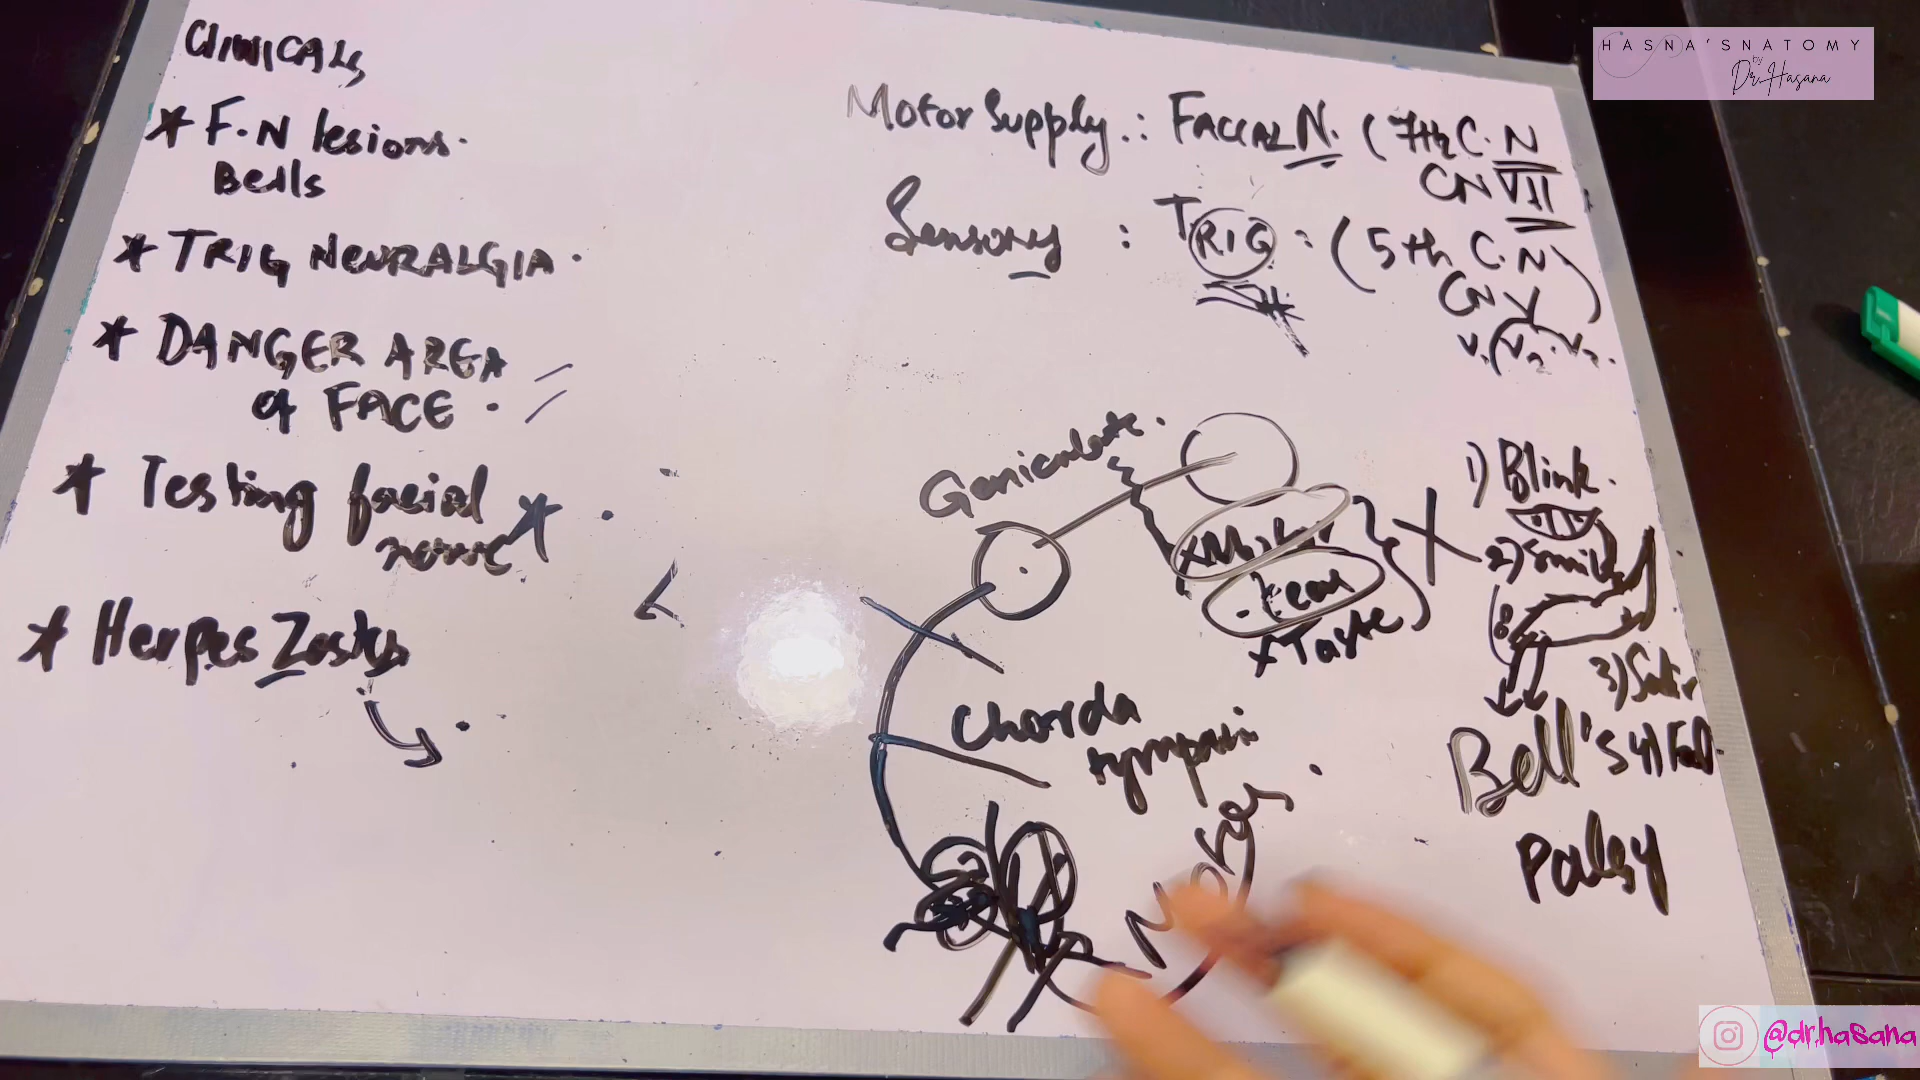 CLINICALS
* F.N lesions.
Bells
* TRIG NEURALGIA.
* DANGER AREA
of FACE.
* Testing facial
nerve *
* Herpes Zoster
Motor Supply.: FACIAL N. (7th C.N
CN VII
Sensory : TRIG : (5th C.N)
CN V
V1 V2 V3.
Geniculate.
x Motor
. tear
x Taste
X
Chorda
tympani
1) Blink.
2) Smile
3)
4)
Bell's
Palsy
HASNA'SNATOMY
by
Dr.Hasana
@dr.hasana